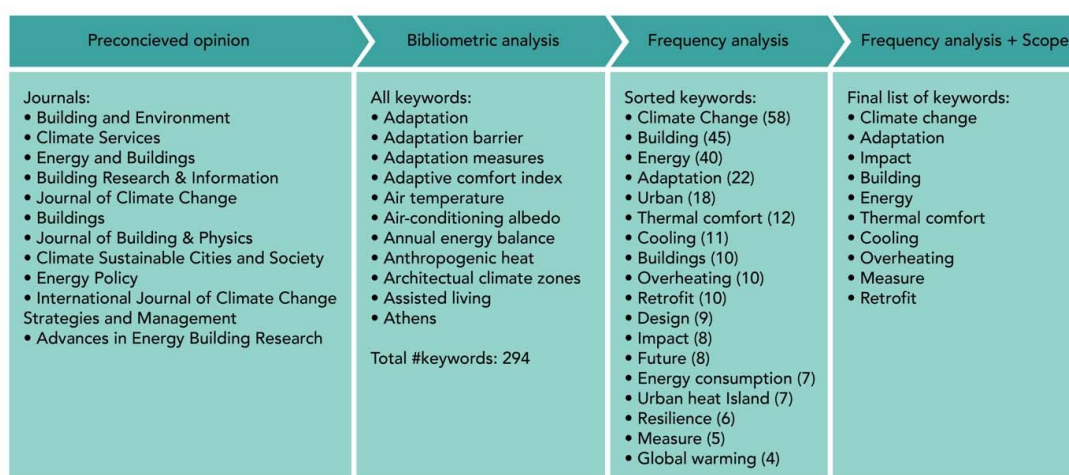 Preconcieved opinion
Journals:
• Building and Environment
• Climate Services
• Energy and Buildings
• Building Research & Information
• Journal of Climate Change
• Buildings
• Journal of Building & Physics
• Climate Sustainable Cities and Society
• Energy Policy
• International Journal of Climate Change
Strategies and Management
• Advances in Energy Building Research
Bibliometric analysis
All keywords:
• Adaptation
• Adaptation barrier
• Adaptation measures
• Adaptive comfort index
• Air temperature
• Air-conditioning albedo
• Annual energy balance
• Anthropogenic heat
• Architectual climate zones
• Assisted living
• Athens
Total #keywords: 294
Frequency analysis
Sorted keywords:
• Climate Change (58)
• Building (45)
• Energy (40)
• Adaptation (22)
• Urban (18)
• Thermal comfort (12)
• Cooling (11)
• Buildings (10)
• Overheating (10)
• Retrofit (10)
• Design (9)
• Impact (8)
• Future (8)
• Energy consumption (7)
• Urban heat Island (7)
• Resilience (6)
• Measure (5)
• Global warming (4)
Frequency analysis + Scope
Final list of keywords:
• Climate change
• Adaptation
• Impact
• Building
• Energy
• Thermal comfort
• Cooling
• Overheating
• Measure
• Retrofit